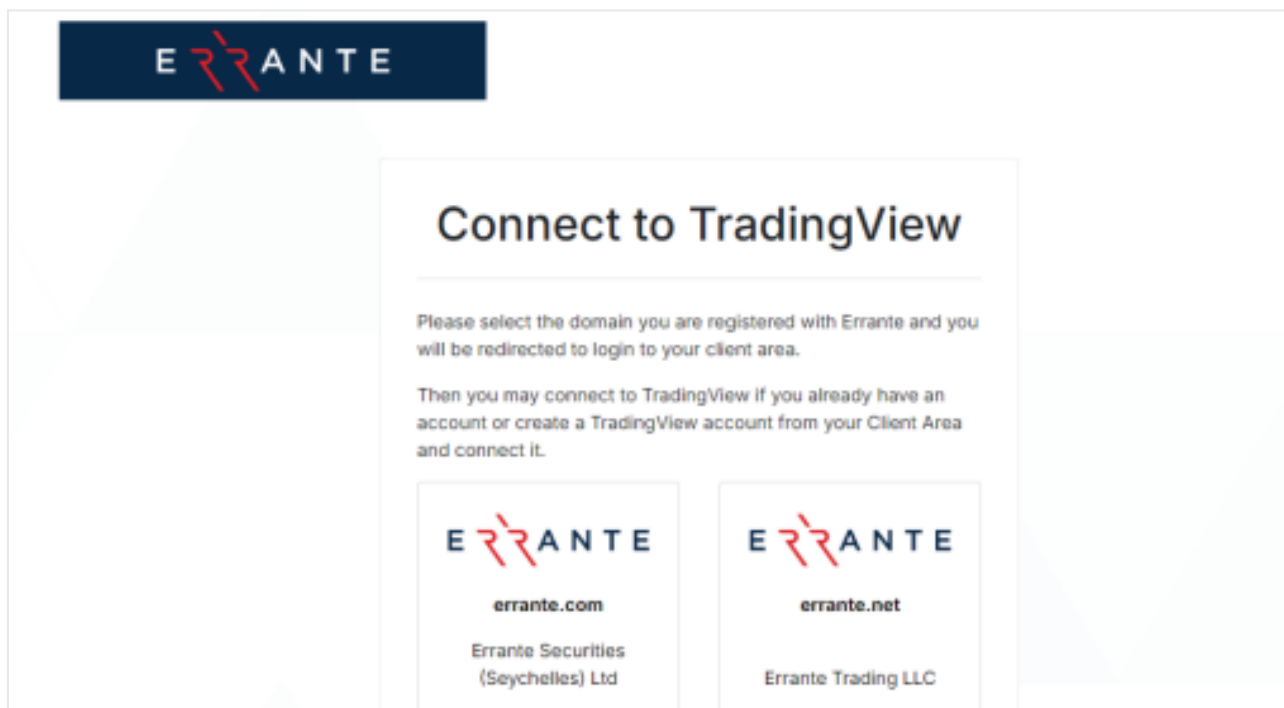 ERRANTE
Connect to TradingView
Please select the domain you are registered with Errante and you
will be redirected to login to your client area.
Then you may connect to TradingView if you already have an
account or create a TradingView account from your Client Area
and connect it.
ERRANTE ERRANTE
errante.com errante.net
Errante Securities
(Seychelles) Ltd Errante Trading LLC